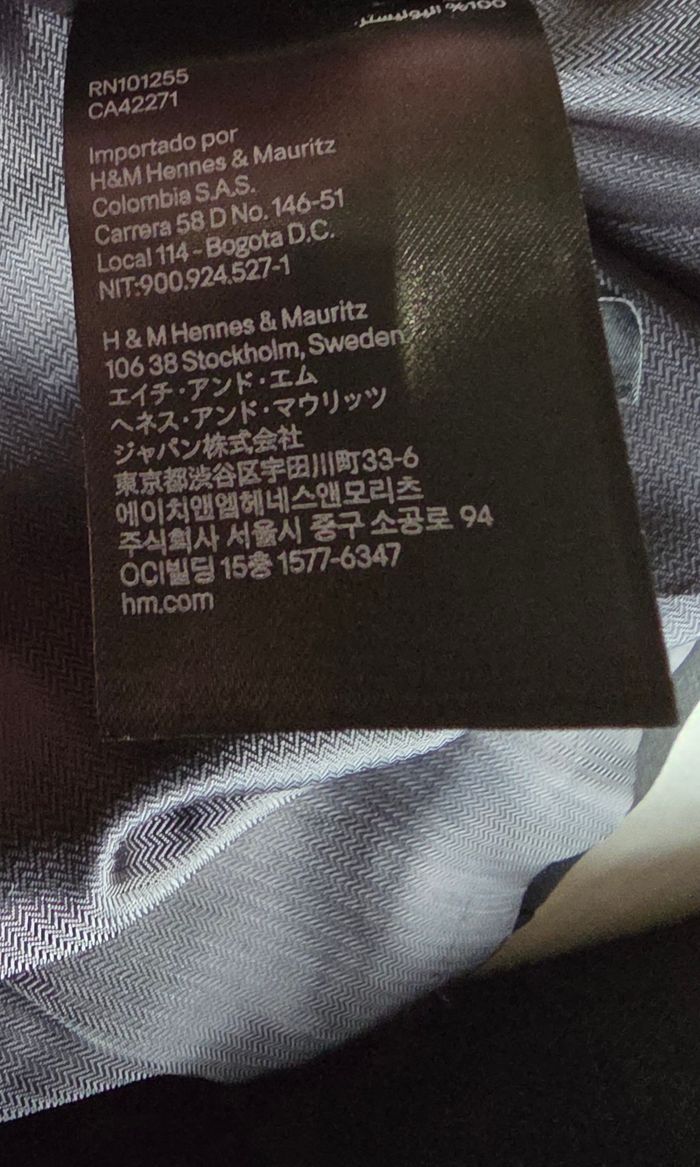 100% البوليستر.
RN101255
CA42271
Importado por
H&M Hennes & Mauritz
Colombia S.A.S.
Carrera 58 D No. 146-51
Local 114 - Bogota D.C.
NIT:900.924.527-1
H & M Hennes & Mauritz
106 38 Stockholm, Sweden
エイチ・アンド・エム
ヘネス・アンド・マウリッツ
ジャパン株式会社
東京都渋谷区宇田川町33-6
에이치앤엠헤네스앤모리츠
주식회사 서울시 중구 소공로 94
OCI빌딩 15층 1577-6347
hm.com